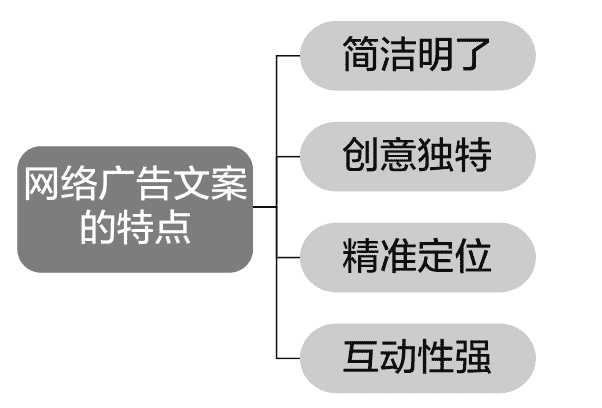 网络广告文案
的特点
简洁明了
创意独特
精准定位
互动性强